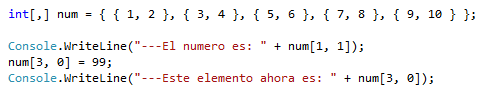 int[,] num = { { 1, 2 }, { 3, 4 }, { 5, 6 }, { 7, 8 }, { 9, 10 } };
Console.WriteLine("---El numero es: " + num[1, 1]);
num[3, 0] = 99;
Console.WriteLine("---Este elemento ahora es: " + num[3, 0]);